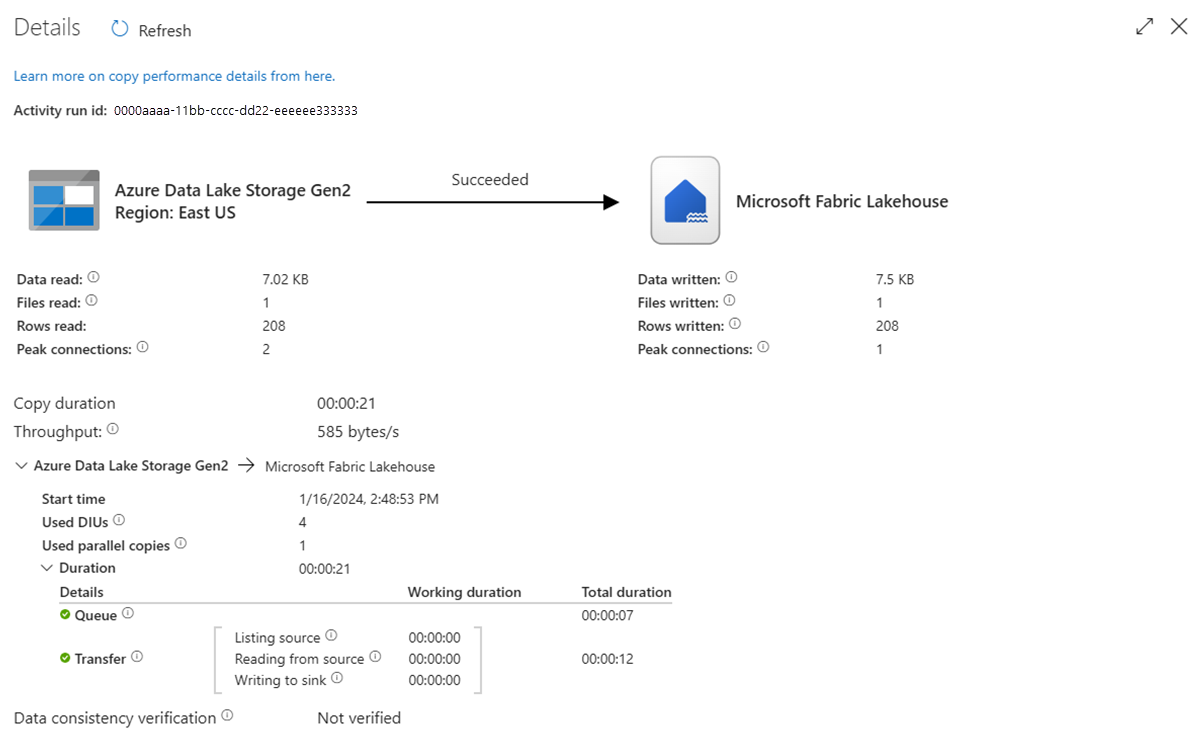 Details Refresh
Learn more on copy performance details from here.
Activity run id: 0000aaaa-11bb-cccc-dd22-eeeeee333333
Azure Data Lake Storage Gen2
Region: East US
Succeeded
Microsoft Fabric Lakehouse
Data read: 7.02 KB
Files read: 1
Rows read: 208
Peak connections: 2
Data written: 7.5 KB
Files written: 1
Rows written: 208
Peak connections: 1
Copy duration 00:00:21
Throughput: 585 bytes/s
Azure Data Lake Storage Gen2 → Microsoft Fabric Lakehouse
Start time 1/16/2024, 2:48:53 PM
Used DIUs 4
Used parallel copies 1
Duration 00:00:21
Details Working duration Total duration
Queue 00:00:07
Listing source 00:00:00
Transfer Reading from source 00:00:00 00:00:12
Writing to sink 00:00:00
Data consistency verification Not verified